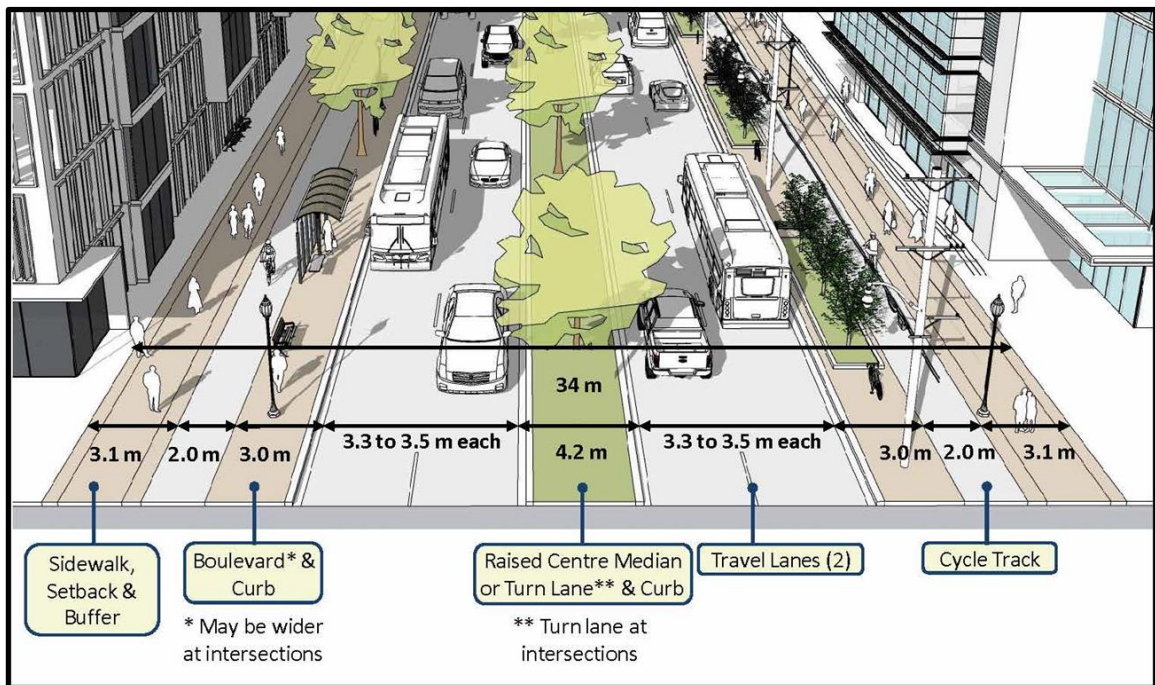 34 m
3.1 m
2.0 m
3.0 m
3.3 to 3.5 m each
4.2 m
3.3 to 3.5 m each
3.0 m
2.0 m
3.1 m
Sidewalk,
Setback &
Buffer
Boulevard* &
Curb
* May be wider
at intersections
Raised Centre Median
or Turn Lane** & Curb
** Turn lane at
intersections
Travel Lanes (2)
Cycle Track